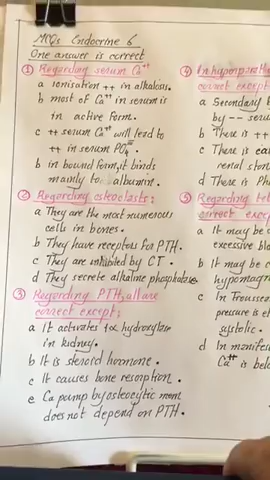 MCQs Endocrine 6
One answer is correct
① Regarding serum Ca++
a ionisation ++ in alkalosis.
b most of Ca++ in serum is
in active form.
c ++ serum Ca++ will lead to
++ in serum PO4
b in bound form, it binds
mainly to albumin.
② Regarding osteoclasts:
a They are the most numerous
cells in bones.
b They have receptors for PTH.
c They are inhibited by CT.
d They secrete alkaline phosphatase
③ Regarding PTH, all are
correct except:
a It activates 1α hydroxylase
in kidney.
b It is steroid hormone.
c It causes bone resorption.
e Ca pump by osteocytic mem
does not depend on PTH.
④ In hyperparath
correct except
a Secondary
by -- seru
b There is ++
c There is
renal ston
d There is Ph
⑤ Regarding
correct exce
a It may be
excessive
b It may be c
hypomagn
c In Trousse
pressure is
systolic.
d In manifes
Ca++ is belo